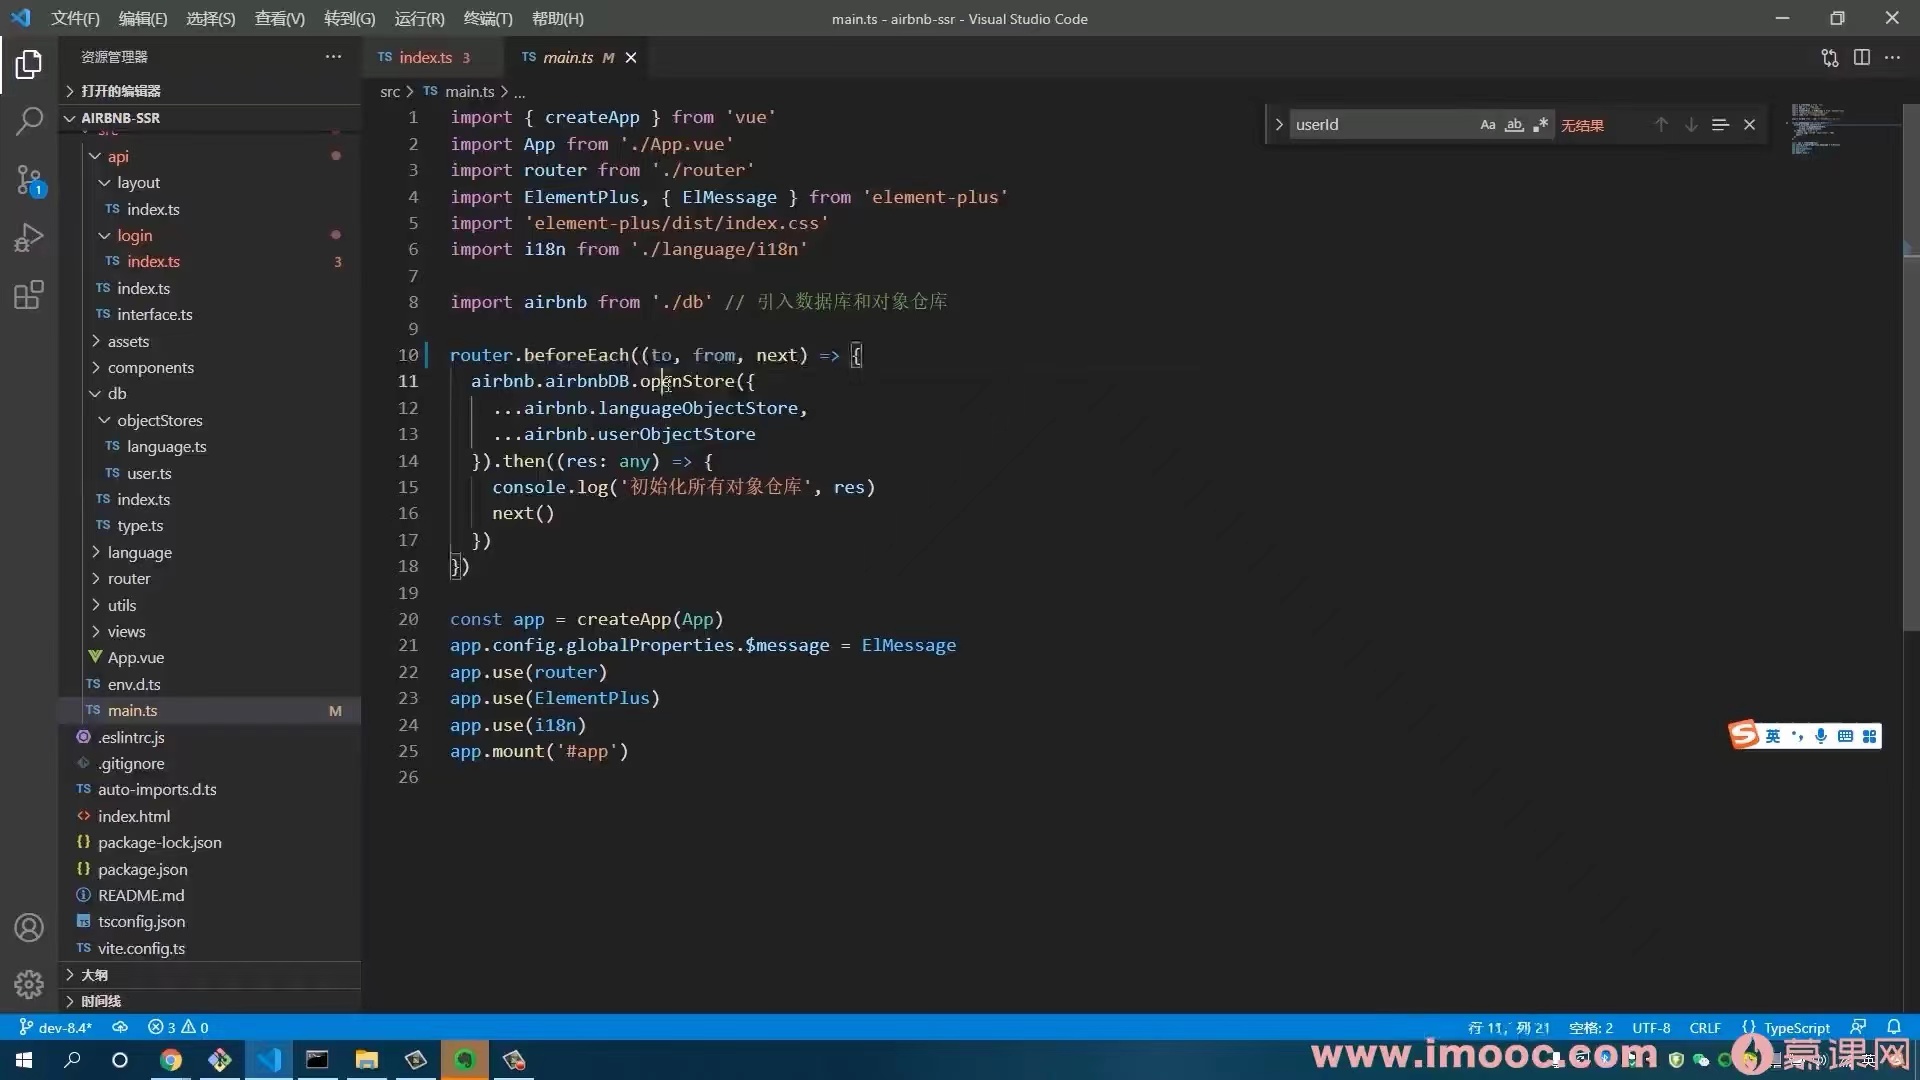 文件(F) 编辑(E) 选择(S) 查看(V) 转到(G) 运行(R) 终端(T) 帮助(H) main.ts - airbnb-ssr - Visual Studio Code
资源管理器
打开的编辑器
AIRBNB-SSR
src
api
layout
TS index.ts
login
TS index.ts 3
TS index.ts
TS interface.ts
assets
components
db
objectStores
TS language.ts
TS user.ts
TS index.ts
TS type.ts
language
router
utils
views
App.vue
TS env.d.ts
TS main.ts M
.eslintrc.js
.gitignore
TS auto-imports.d.ts
index.html
package-lock.json
package.json
README.md
tsconfig.json
TS vite.config.ts
大纲
时间线
1
TS index.ts 3 TS main.ts M
src > TS main.ts > ...
userId Aa ab 无结果
1 import { createApp } from 'vue'
2 import App from './App.vue'
3 import router from './router'
4 import ElementPlus, { ElMessage } from 'element-plus'
5 import 'element-plus/dist/index.css'
6 import i18n from './language/i18n'
7
8 import airbnb from './db' // 引入数据库和对象仓库
9
10 router.beforeEach((to, from, next) => {
11 airbnb.airbnbDB.openStore({
12 ...airbnb.languageObjectStore,
13 ...airbnb.userObjectStore
14 }).then((res: any) => {
15 console.log('初始化所有对象仓库', res)
16 next()
17 })
18 })
19
20 const app = createApp(App)
21 app.config.globalProperties.$message = ElMessage
22 app.use(router)
23 app.use(ElementPlus)
24 app.use(i18n)
25 app.mount('#app')
26
英
dev-8.4* 3 0 行 11, 列 21 空格: 2 UTF-8 CRLF {} TypeScript
www.imooc.com 慕课网